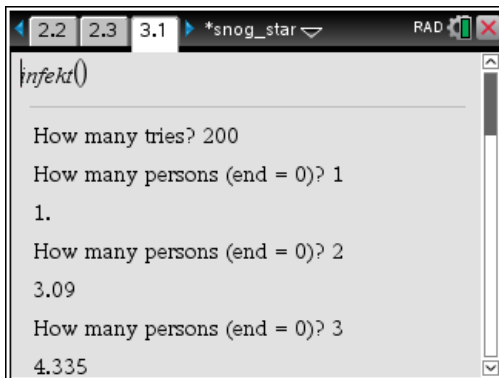 2.2 2.3 3.1 *snog_star RAD
infekt()
How many tries? 200
How many persons (end = 0)? 1
1.
How many persons (end = 0)? 2
3.09
How many persons (end = 0)? 3
4.335